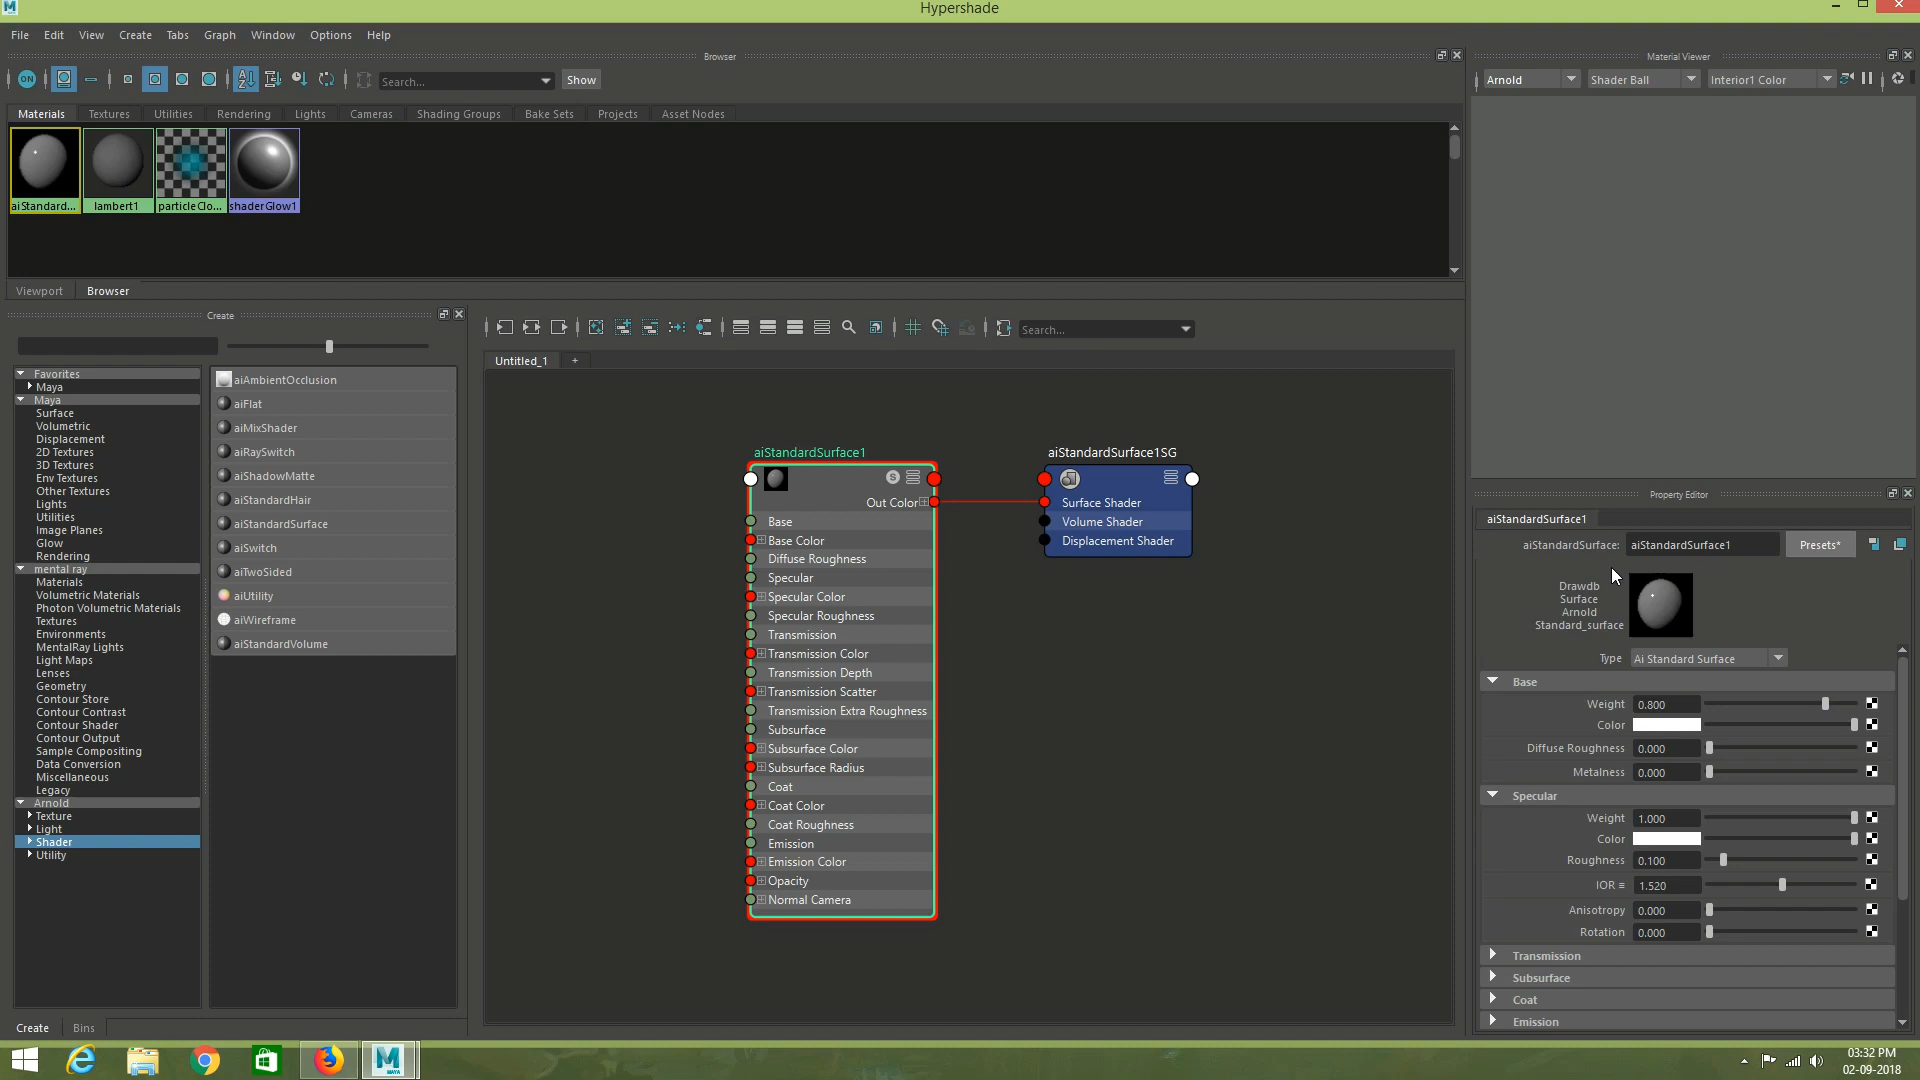 Hypershade
File Edit View Create Tabs Graph Window Options Help
Browser
ON Search... Show
Materials Textures Utilities Rendering Lights Cameras Shading Groups Bake Sets Projects Asset Nodes
aiStandard... lambert1 particleClo... shaderGlow1
Viewport Browser
Material Viewer
Arnold Shader Ball Interior1 Color
Create
Favorites
Maya
Maya
Surface
Volumetric
Displacement
2D Textures
3D Textures
Env Textures
Other Textures
Lights
Utilities
Image Planes
Glow
Rendering
mental ray
Materials
Volumetric Materials
Photon Volumetric Materials
Textures
Environments
MentalRay Lights
Light Maps
Lenses
Geometry
Contour Store
Contour Contrast
Contour Shader
Contour Output
Sample Compositing
Data Conversion
Miscellaneous
Legacy
Arnold
Texture
Light
Shader
Utility
aiAmbientOcclusion
aiFlat
aiMixShader
aiRaySwitch
aiShadowMatte
aiStandardHair
aiStandardSurface
aiSwitch
aiTwoSided
aiUtility
aiWireframe
aiStandardVolume
Create Bins
Search...
Untitled_1 +
aiStandardSurface1
S
Out Color
Base
Base Color
Diffuse Roughness
Specular
Specular Color
Specular Roughness
Transmission
Transmission Color
Transmission Depth
Transmission Scatter
Transmission Extra Roughness
Subsurface
Subsurface Color
Subsurface Radius
Coat
Coat Color
Coat Roughness
Emission
Emission Color
Opacity
Normal Camera
aiStandardSurface1SG
Surface Shader
Volume Shader
Displacement Shader
Property Editor
aiStandardSurface1
aiStandardSurface: aiStandardSurface1 Presets*
Drawdb
Surface
Arnold
Standard_surface
Type Ai Standard Surface
Base
Weight 0.800
Color
Diffuse Roughness 0.000
Metalness 0.000
Specular
Weight 1.000
Color
Roughness 0.100
IOR = 1.520
Anisotropy 0.000
Rotation 0.000
Transmission
Subsurface
Coat
Emission
MAYA
03:32 PM
02-09-2018